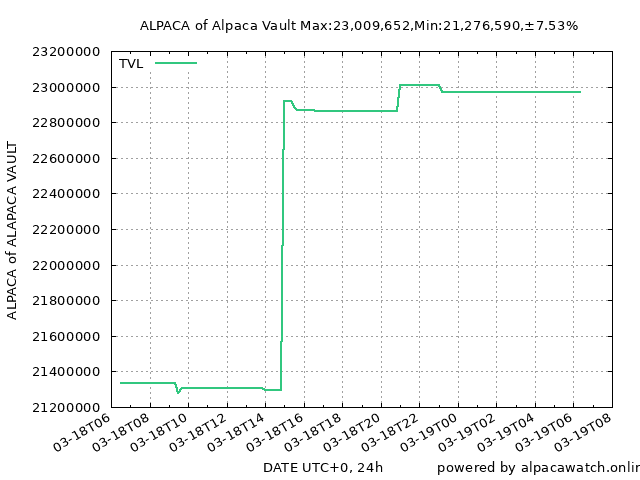 ALPACA of Alpaca Vault Max:23,009,652,Min:21,276,590,±7.53%
TVL
ALPACA of ALAPACA VAULT
23200000
23000000
22800000
22600000
22400000
22200000
22000000
21800000
21600000
21400000
21200000
03-18T06
03-18T08
03-18T10
03-18T12
03-18T14
03-18T16
03-18T18
03-18T20
03-18T22
03-19T00
03-19T02
03-19T04
03-19T06
03-19T08
DATE UTC+0, 24h
powered by alpacawatch.onlin